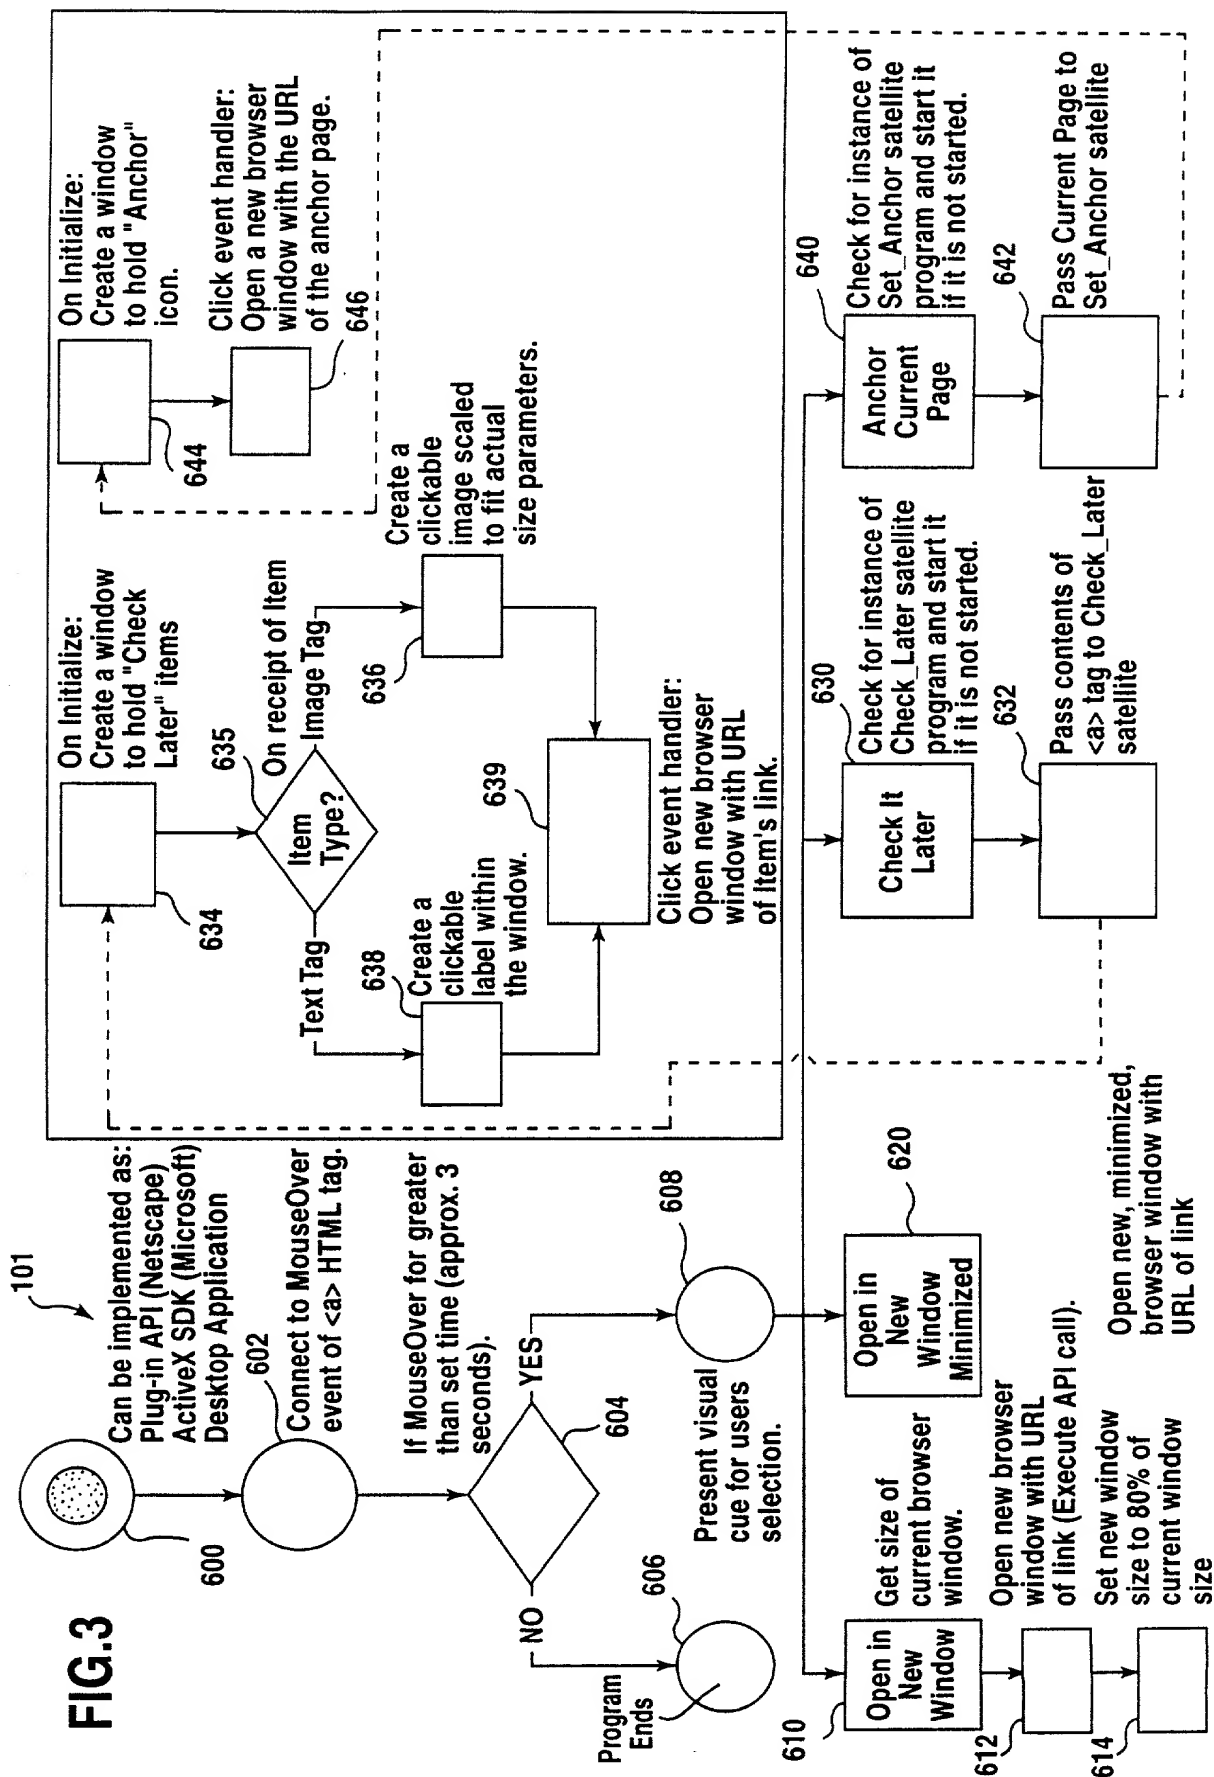 FIG.3
101
600
Can be implemented as:
Plug-in API (Netscape)
ActiveX SDK (Microsoft)
Desktop Application
602
Connect to MouseOver
event of <a> HTML tag.
If MouseOver for greater
than set time (approx. 3
seconds).
604
NO
YES
606
Program
Ends
608
Present visual
cue for users
selection.
610
Open in
New
Window
Get size of
current browser
window.
612
Open new browser
window with URL
of link (Execute API call).
614
Set new window
size to 80% of
current window
size
620
Open in
New
Window
Minimized
Open new, minimized,
browser window with
URL of link
630
Check It
Later
Check for instance of
Check_Later satellite
program and start it
if it is not started.
632
Pass contents of
<a> tag to Check_Later
satellite
640
Anchor
Current
Page
Check for instance of
Set_Anchor satellite
program and start it
if it is not started.
642
Pass Current Page to
Set_Anchor satellite
634
On Initialize:
Create a window
to hold "Check
Later" items
635
On receipt of Item
Item
Type?
Text Tag
Image Tag
638
Create a
clickable
label within
the window.
636
Create a
clickable
image scaled
to fit actual
size parameters.
639
Click event handler:
Open new browser
window with URL
of Item's link.
644
On Initialize:
Create a window
to hold "Anchor"
icon.
646
Click event handler:
Open a new browser
window with the URL
of the anchor page.